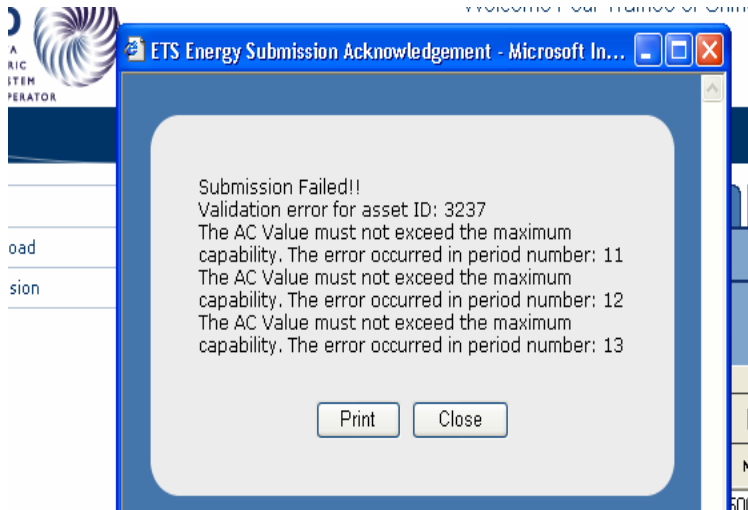 RIC
STEM
PERATOR
ETS Energy Submission Acknowledgement - Microsoft In...
Submission Failed!!
Validation error for asset ID: 3237
The AC Value must not exceed the maximum
capability. The error occurred in period number: 11
The AC Value must not exceed the maximum
capability. The error occurred in period number: 12
The AC Value must not exceed the maximum
capability. The error occurred in period number: 13
oad
sion
Print Close